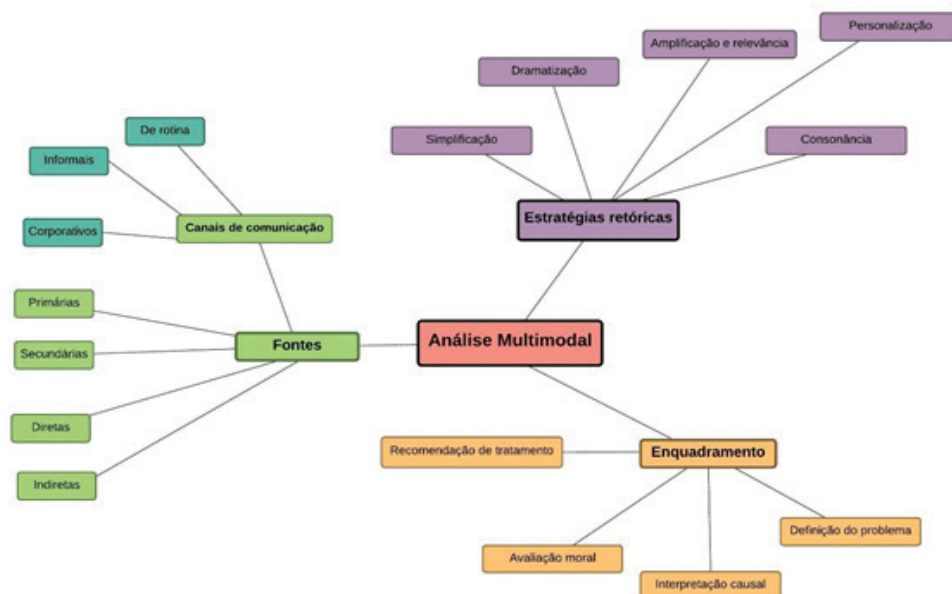 Personalização
Amplificação e relevância
Dramatização
Simplificação
Consonância
Estratégias retóricas
De rotina
Informais
Corporativos
Canais de comunicação
Primárias
Secundárias
Diretas
Indiretas
Fontes
Análise Multimodal
Enquadramento
Recomendação de tratamento
Avaliação moral
Interpretação causal
Definição do problema